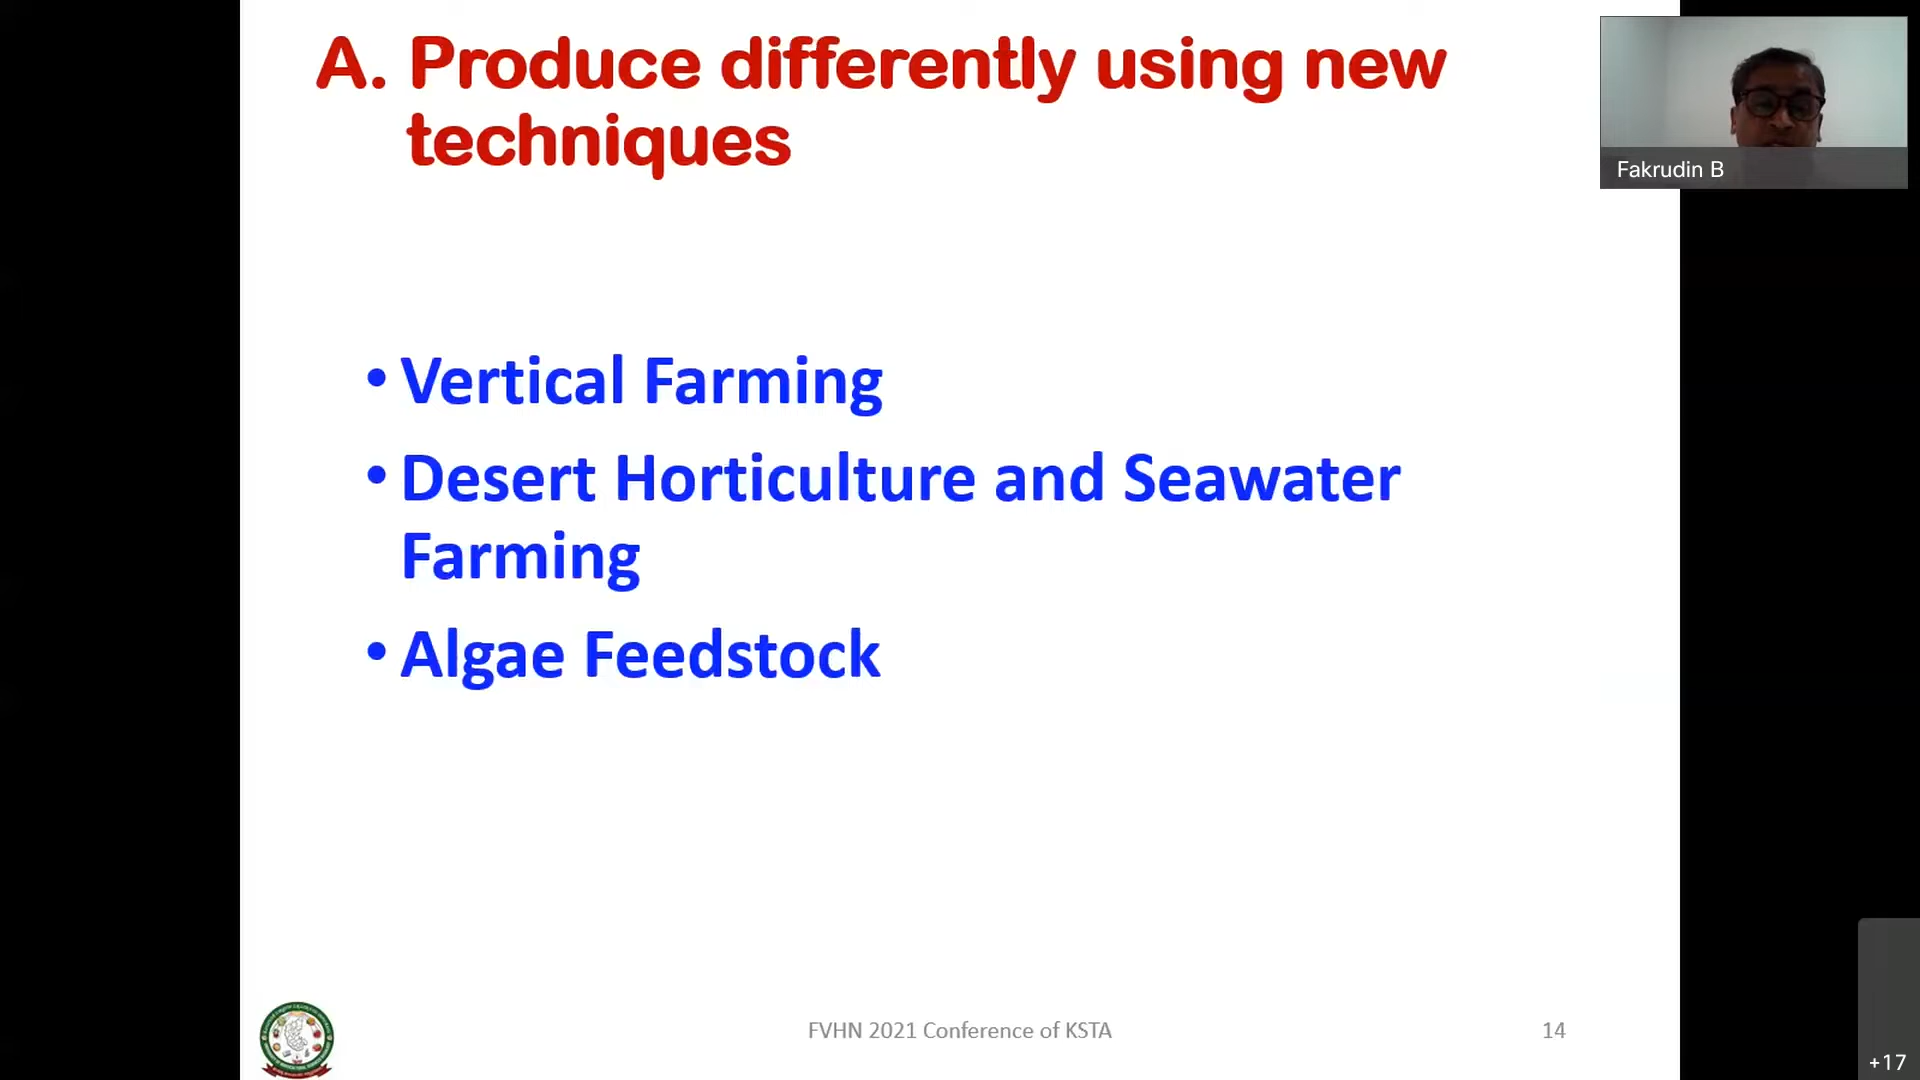 A. Produce differently using new
techniques
Fakrudin B
• Vertical Farming
• Desert Horticulture and Seawater
Farming
• Algae Feedstock
FVHN 2021 Conference of KSTA
14
+17